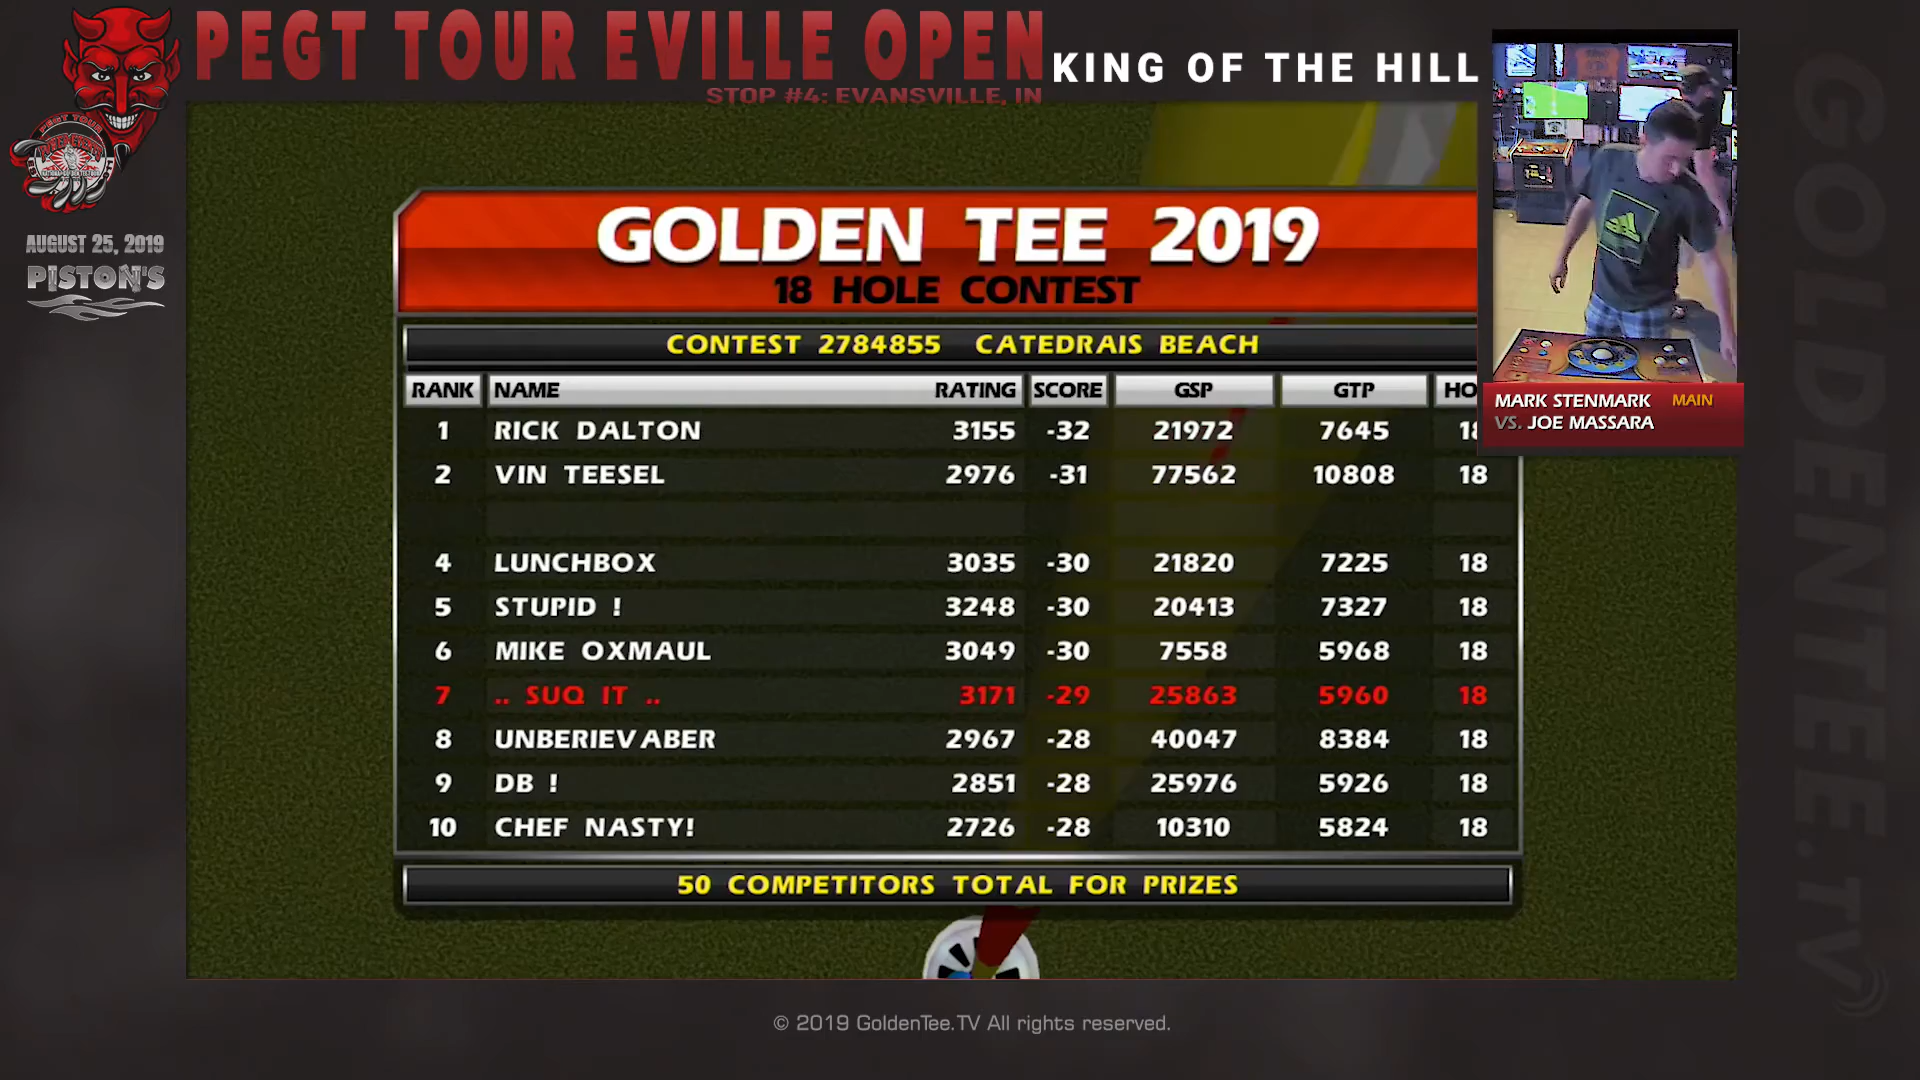 PEGT TOUR EVILLE OPEN
STOP #4: EVANSVILLE, IN
KING OF THE HILL
PEGT TOUR
AUGUST 25, 2019
PISTON'S
GOLDEN TEE 2019
18 HOLE CONTEST
CONTEST 2784855 CATEDRAIS BEACH
RANK NAME RATING SCORE GSP GTP HO
1 RICK DALTON 3155 -32 21972 7645 18
2 VIN TEESEL 2976 -31 77562 10808 18
4 LUNCHBOX 3035 -30 21820 7225 18
5 STUPID ! 3248 -30 20413 7327 18
6 MIKE OXMAUL 3049 -30 7558 5968 18
7 .. SUQ IT .. 3171 -29 25863 5960 18
8 UNBERIEVABER 2967 -28 40047 8384 18
9 DB ! 2851 -28 25976 5926 18
10 CHEF NASTY! 2726 -28 10310 5824 18
50 COMPETITORS TOTAL FOR PRIZES
MARK STENMARK MAIN
VS. JOE MASSARA
GOLDENTEE.TV
© 2019 GoldenTee.TV All rights reserved.